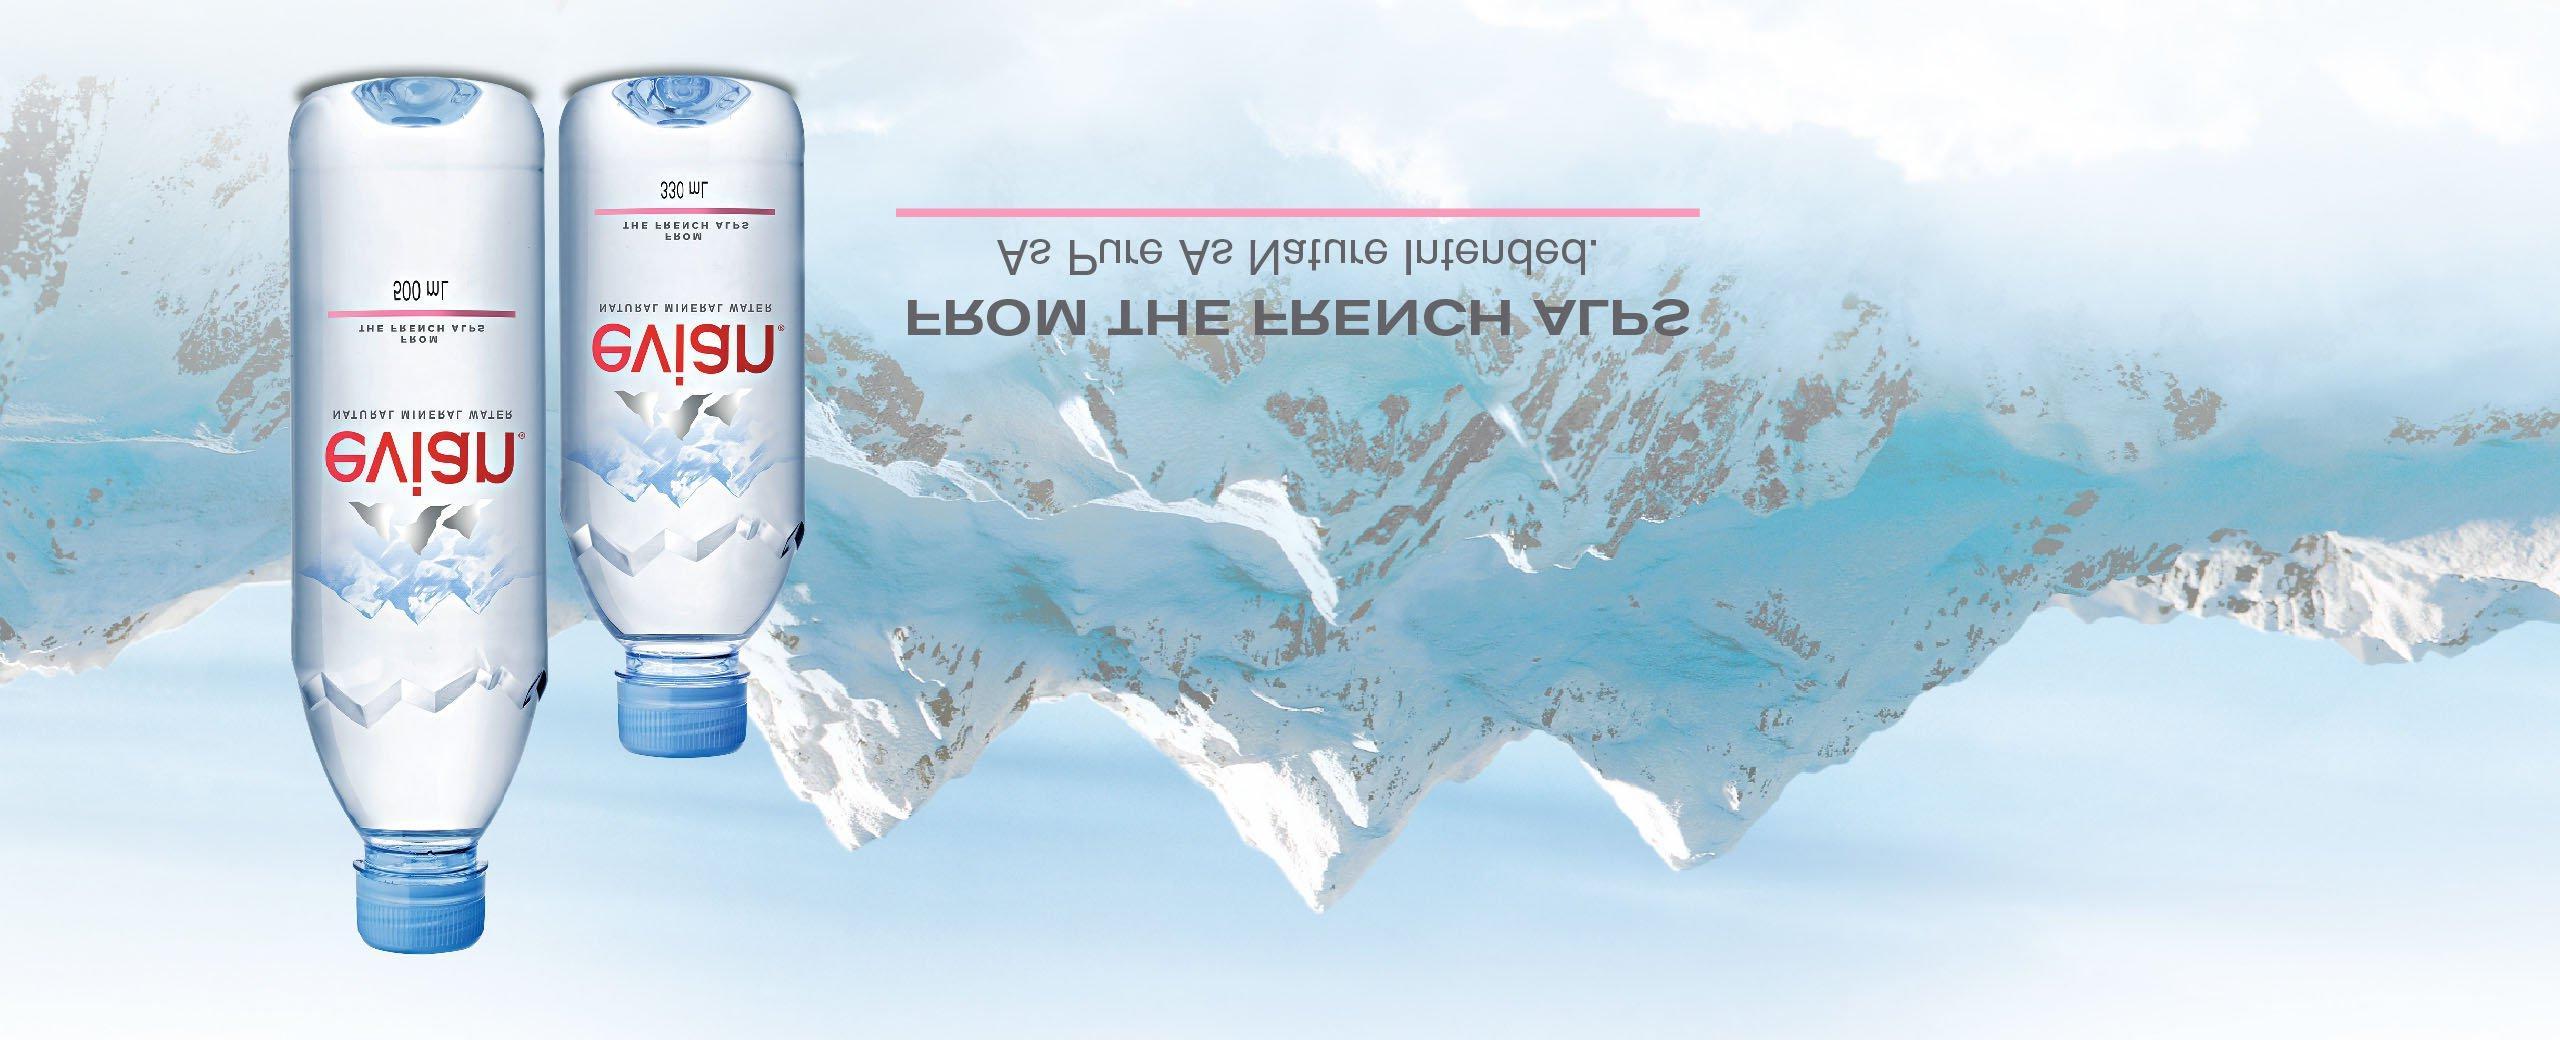 FROM THE FRENCH ALPS
As Pure As Nature Intended.
evian®
NATURAL MINERAL WATER
FROM
THE FRENCH ALPS
500 mL
evian®
NATURAL MINERAL WATER
FROM
THE FRENCH ALPS
330 mL